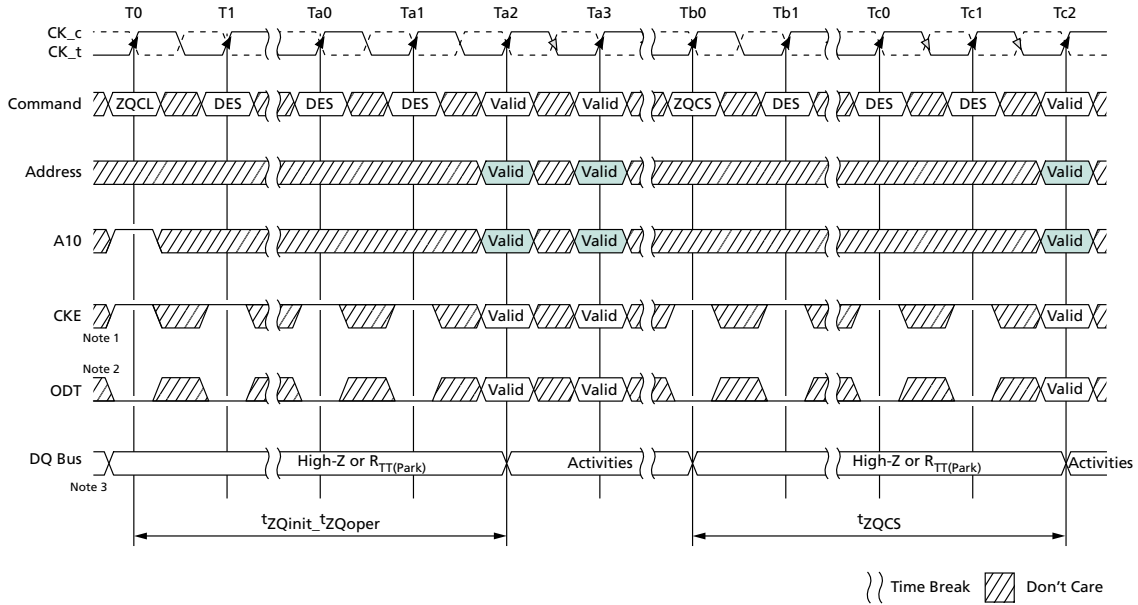 T0 T1 Ta0 Ta1 Ta2 Ta3 Tb0 Tb1 Tc0 Tc1 Tc2
CK_c
CK_t
Command ZQCL DES DES DES Valid Valid ZQCS DES DES DES Valid
Address Valid Valid Valid
A10 Valid Valid Valid
CKE Valid Valid Valid
Note 1
Note 2
ODT Valid Valid Valid
DQ Bus High-Z or RTT(Park) Activities High-Z or RTT(Park) Activities
Note 3
tZQinit_tZQoper tZQCS
Time Break Don't Care